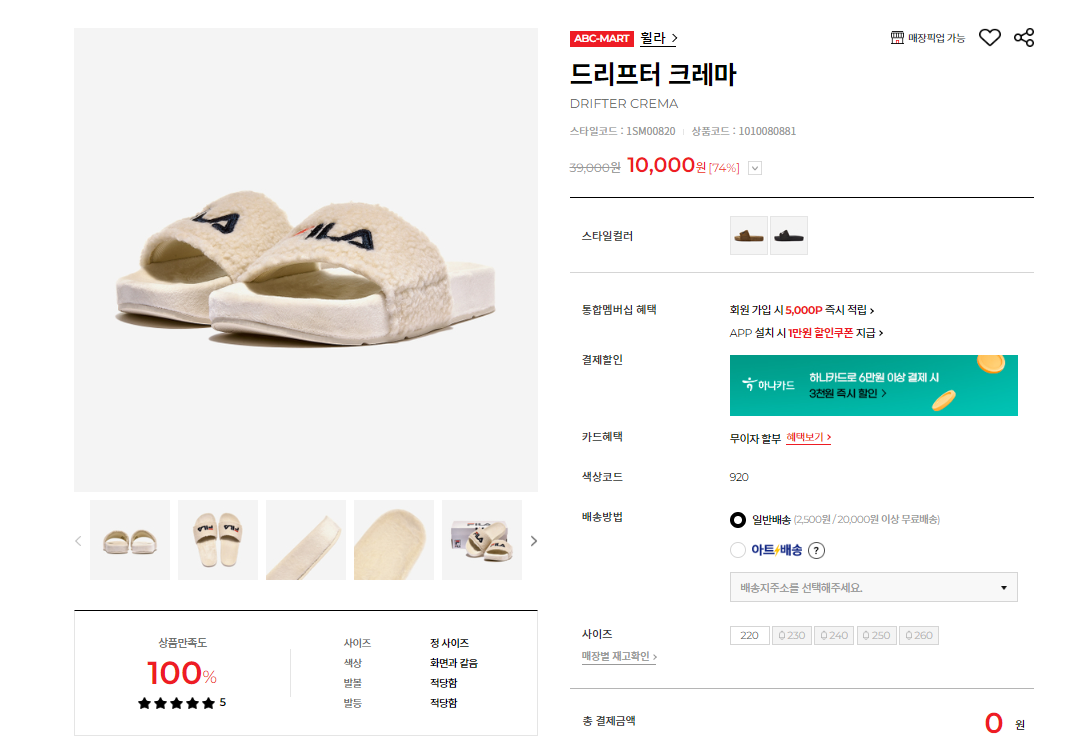 ABC-MART 휠라 >
매장픽업 가능
드리프터 크레마
DRIFTER CREMA
스타일코드 : 1SM00820 | 상품코드 : 1010080881
39,000원 10,000원 [74%]
스타일컬러
통합멤버십 혜택
회원 가입 시 5,000P 즉시 적립 >
APP 설치 시 1만원 할인쿠폰 지급 >
결제할인
하나카드
하나카드로 6만원 이상 결제 시
3천원 즉시 할인 >
카드혜택
무이자 할부 혜택보기 >
색상코드
920
배송방법
일반배송 (2,500원 / 20,000원 이상 무료배송)
아트배송 ?
배송지주소를 선택해주세요.
사이즈
220 230 240 250 260
매장별 재고확인 >
총 결제금액
0 원
FILA
FILA
FILA
FILA
FILA
상품만족도
100%
5
사이즈 정 사이즈
색상 화면과 같음
발볼 적당함
발등 적당함